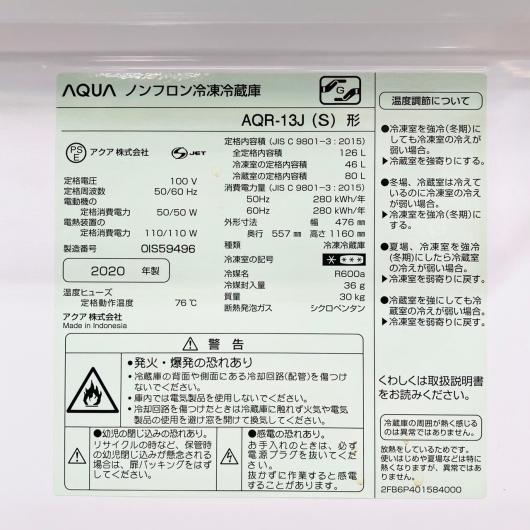 AQUA ノンフロン冷凍冷蔵庫
G
AQR-13J (S) 形
PS E アクア 株式会社 S JET
定格電圧 100 V
定格周波数 50/60 Hz
電動機の
定格消費電力 50/50 W
電熱装置の
定格消費電力 110/110 W
製造番号 OIS59496
2020 年製
温度ヒューズ
定格動作温度 76℃
アクア 株式会社
Made in Indonesia
定格内容積 (JIS C 9801-3 : 2015)
全定格内容積 126 L
冷凍室の定格内容積 46 L
冷蔵室の定格内容積 80 L
消費電力量 (JIS C 9801-3 : 2015)
50Hz 280 kWh/年
60Hz 280 kWh/年
外形寸法 幅 476 mm
奥行 557 mm 高さ 1160 mm
種類 冷凍冷蔵庫
冷凍室の記号
冷媒名 R600a
冷媒封入量 36 g
質量 30 kg
断熱発泡ガス シクロペンタン
警告
●発火・爆発の恐れあり
・冷蔵庫の背面や側面にある冷却回路(配管)を傷つけ
ないでください。
・庫内では電気製品を使用しないでください。
・冷却回路を傷つけたときは冷蔵庫に触れず火気や電気
製品の使用を避け窓を開けて換気してください。
●幼児の閉じ込めの恐れあり。
リサイクルの時など、保管時
の幼児閉じ込めが懸念される
場合は、扉パッキングをはず
してください。
●感電の恐れあり。
お手入れのときは、必ず
電源プラグを抜いてくだ
さい。
抜かずに作業すると感電
することがあります。
温度調節について
●冷凍室を強冷(冬期)に
しても冷凍室の冷えが
弱い場合。
▶冷蔵室を強寄りにする。
●冬場、冷蔵室は冷えて
いるのに冷凍室の冷え
が弱い場合。
▶冷凍室を強冷(冬期)に
する。
●夏場、冷凍室を強冷
(冬期)にしたら冷蔵室
の冷えが弱い場合。
▶冷凍室を弱寄りに戻す。
●冷蔵室を強にしても冷
蔵室の冷えが弱い場合。
▶冷凍室を弱寄りに戻す。
くわしくは取扱説明書
をお読みください。
冷蔵庫の周囲が熱く感じる
のは異常ではありません。
放熱をしているためです。
使いはじめや夏場などは特に
熱くなりますが、異常ではあ
りません。
2FB6P401584000